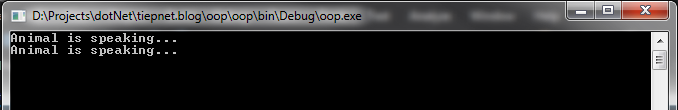 D:\Projects\dotNet\tiepnet.blog\oop\oop\bin\Debug\oop.exe
Animal is speaking...
Animal is speaking...